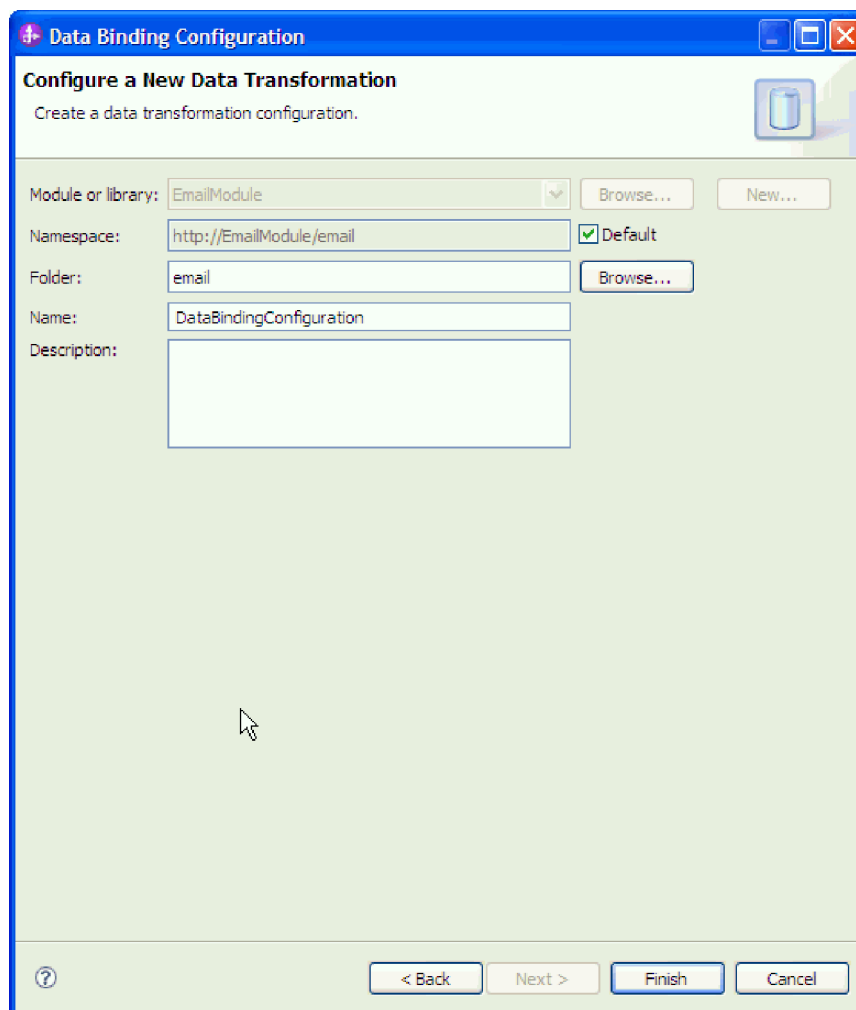 Data Binding Configuration
Configure a New Data Transformation
Create a data transformation configuration.
Module or library: EmailModule Browse... New...
Namespace: http://EmailModule/email Default
Folder: email Browse...
Name: DataBindingConfiguration
Description:
? < Back Next > Finish Cancel